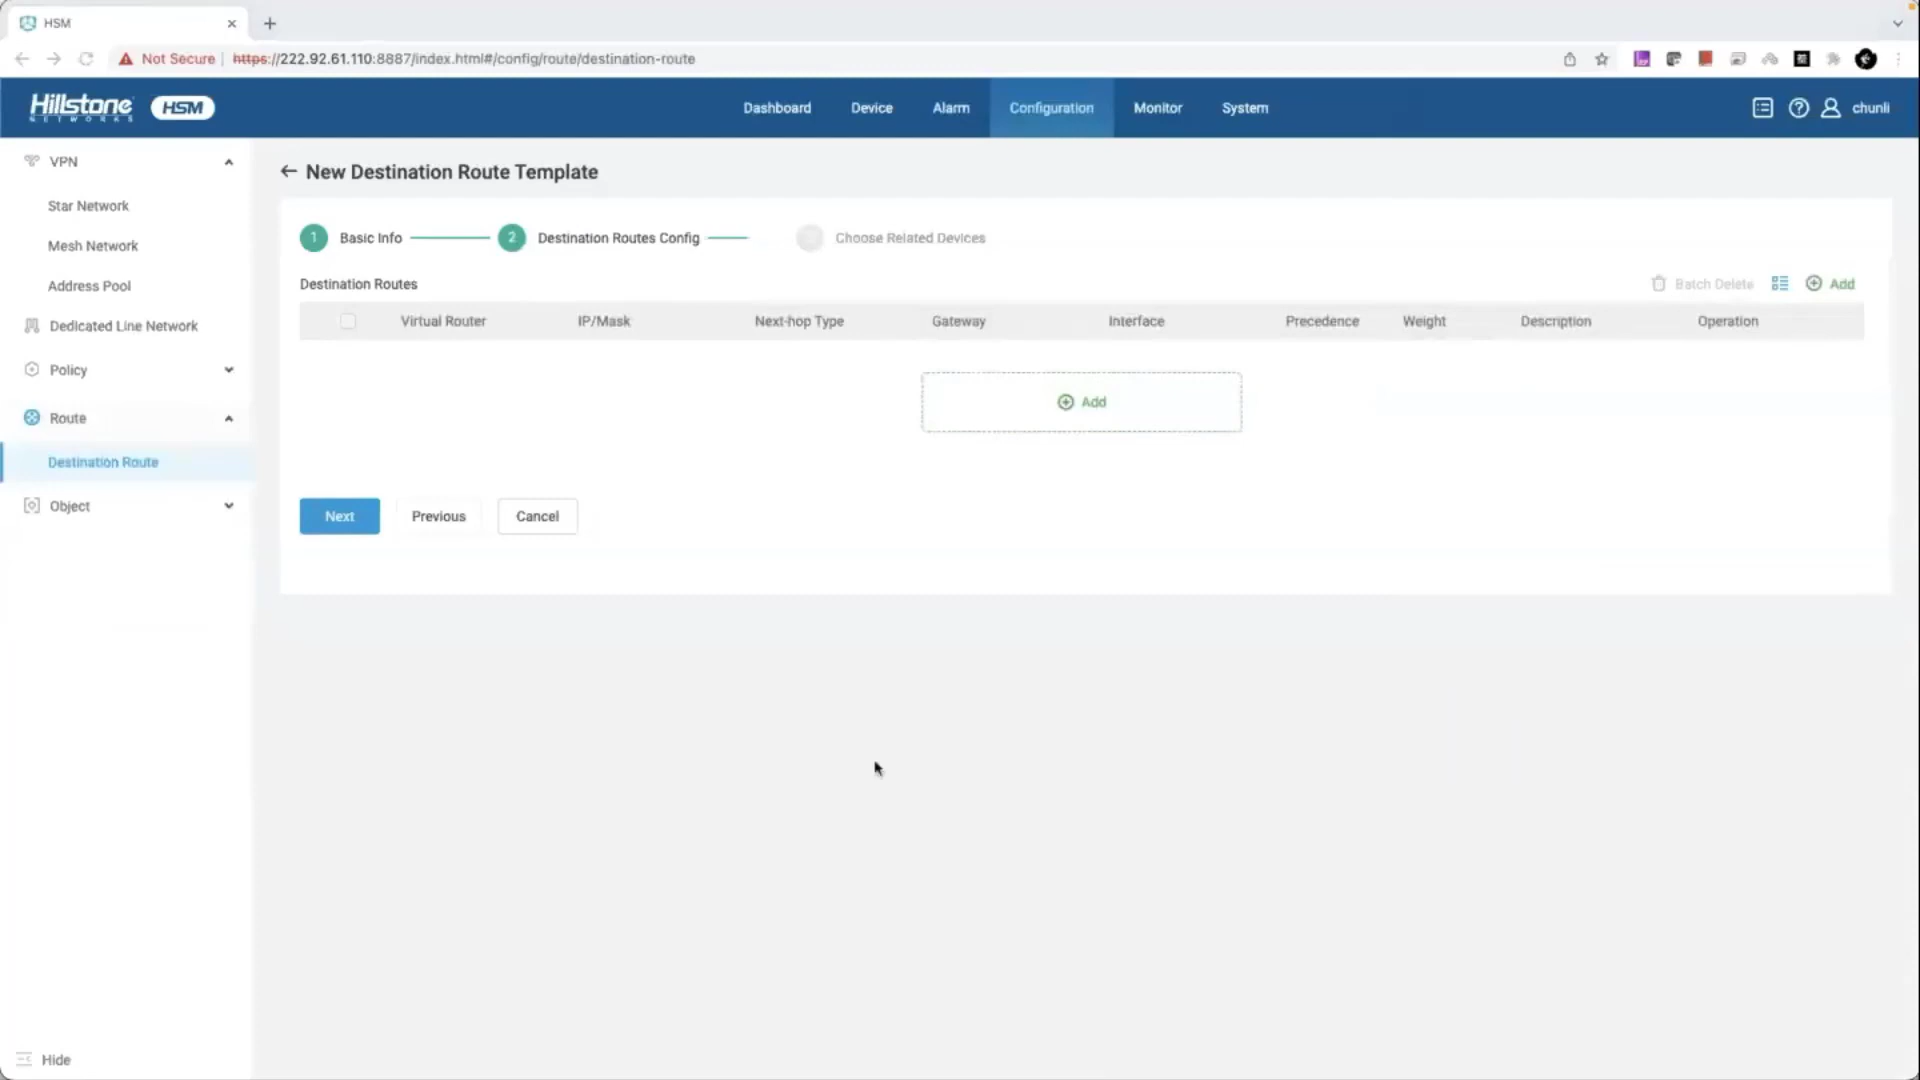 HSM
Not Secure
https://222.92.61.110:8887/index.html#/config/route/destination-route
Hillstone
NETWORKS
HSM
Dashboard
Device
Alarm
Configuration
Monitor
System
chunli
VPN
Star Network
Mesh Network
Address Pool
Dedicated Line Network
Policy
Route
Destination Route
Object
Hide
New Destination Route Template
1 Basic Info
2 Destination Routes Config
Choose Related Devices
Destination Routes
Batch Delete
Add
Virtual Router
IP/Mask
Next-hop Type
Gateway
Interface
Precedence
Weight
Description
Operation
Add
Next
Previous
Cancel